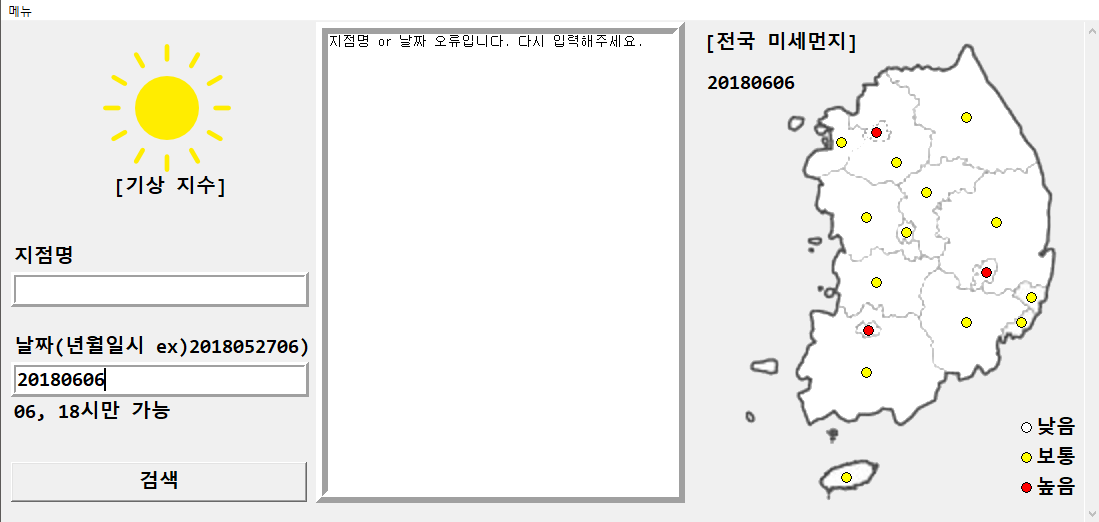 메뉴
[기상 지수]
지점명
날짜(년월일시 ex)2018052706)
20180606
06, 18시만 가능
검색
지점명 or 날짜 오류입니다. 다시 입력해주세요.
[전국 미세먼지]
20180606
낮음
보통
높음